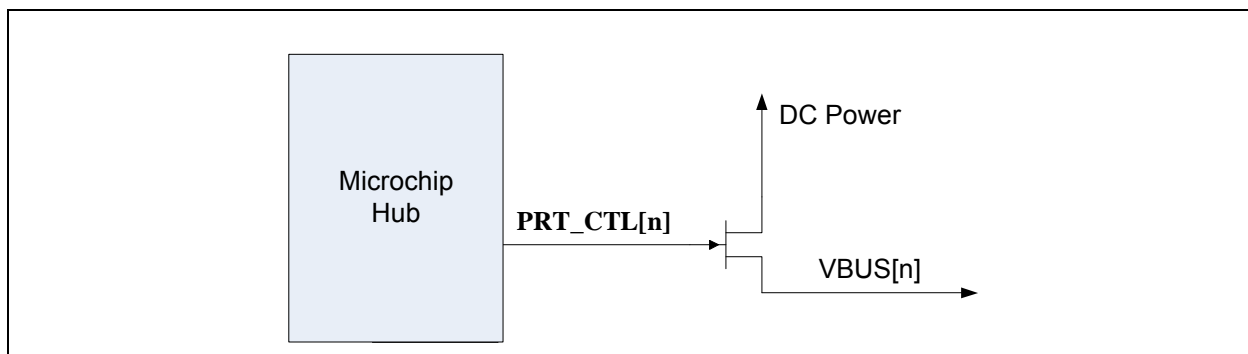 DC Power
Microchip
Hub
PRT_CTL[n]
VBUS[n]